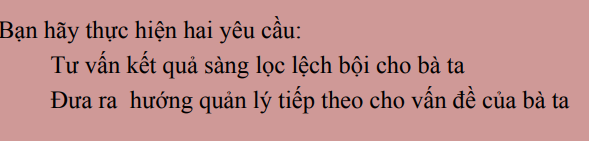 Bạn hãy thực hiện hai yêu cầu:
Tư vấn kết quả sàng lọc lệch bội cho bà ta
Đưa ra hướng quản lý tiếp theo cho vấn đề của bà ta